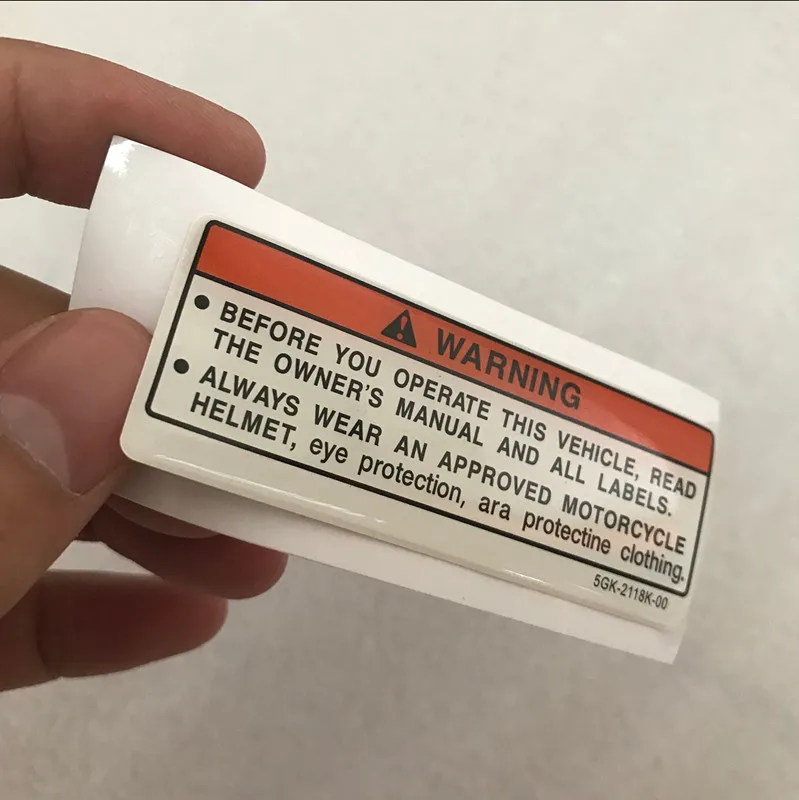 WARNING
• BEFORE YOU OPERATE THIS VEHICLE, READ
THE OWNER'S MANUAL AND ALL LABELS.
• ALWAYS WEAR AN APPROVED MOTORCYCLE
HELMET, eye protection, ara protectine clothing.
5GK-2118K-00